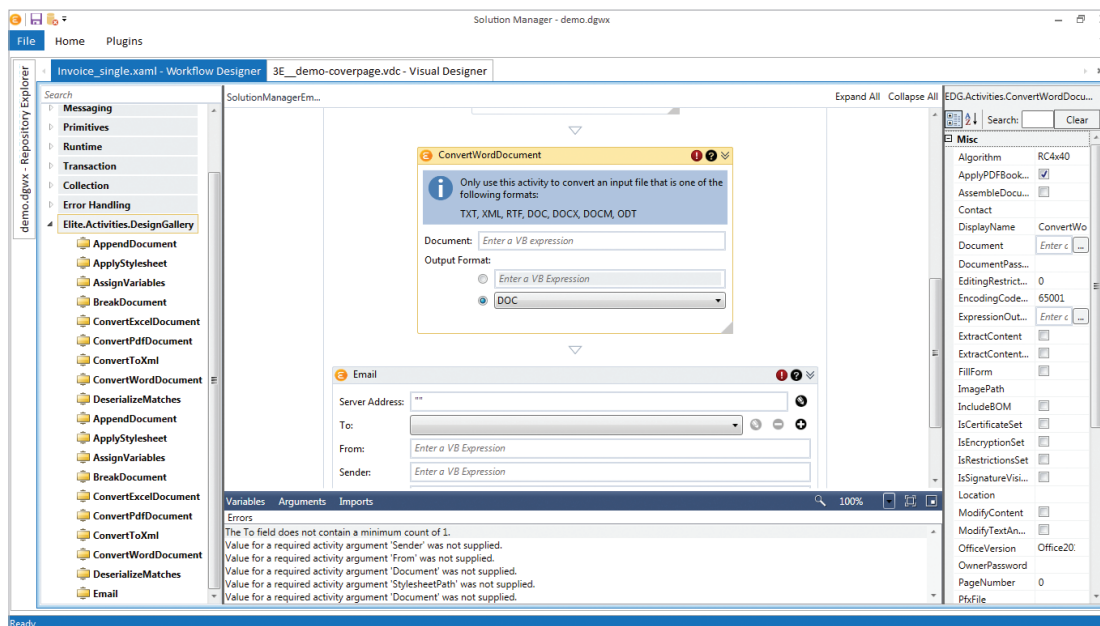 Solution Manager - demo.dgwx
File Home Plugins
demo.dgwx - Repository Explorer
Invoice_single.xaml - Workflow Designer
3E__demo-coverpage.vdc - Visual Designer
Search
Messaging
Primitives
Runtime
Transaction
Collection
Error Handling
Elite.Activities.DesignGallery
AppendDocument
ApplyStylesheet
AssignVariables
BreakDocument
ConvertExcelDocument
ConvertPdfDocument
ConvertToXml
ConvertWordDocument
DeserializeMatches
AppendDocument
ApplyStylesheet
AssignVariables
BreakDocument
ConvertExcelDocument
ConvertPdfDocument
ConvertToXml
ConvertWordDocument
DeserializeMatches
Email
SolutionManagerEm...
Expand All Collapse All
ConvertWordDocument
Only use this activity to convert an input file that is one of the
following formats:
TXT, XML, RTF, DOC, DOCX, DOCM, ODT
Document: Enter a VB expression
Output Format:
Enter a VB Expression
DOC
Email
Server Address: ""
To:
From: Enter a VB Expression
Sender: Enter a VB Expression
Variables Arguments Imports 100%
Errors
The To field does not contain a minimum count of 1.
Value for a required activity argument 'Sender' was not supplied.
Value for a required activity argument 'From' was not supplied.
Value for a required activity argument 'Document' was not supplied.
Value for a required activity argument 'StylesheetPath' was not supplied.
Value for a required activity argument 'Document' was not supplied.
EDG.Activities.ConvertWordDocu...
Search: Clear
Misc
Algorithm RC4x40
ApplyPDFBook...
AssembleDocu...
Contact
DisplayName ConvertWo
Document Enter c ...
DocumentPass...
EditingRestrict... 0
EncodingCode... 65001
ExpressionOut... Enter c ...
ExtractContent
ExtractContent...
FillForm
ImagePath
IncludeBOM
IsCertificateSet
IsEncryptionSet
IsRestrictionsSet
IsSignatureVisi...
Location
ModifyContent
ModifyTextAn...
OfficeVersion Office20
OwnerPassword
PageNumber 0
PfxFile
Ready